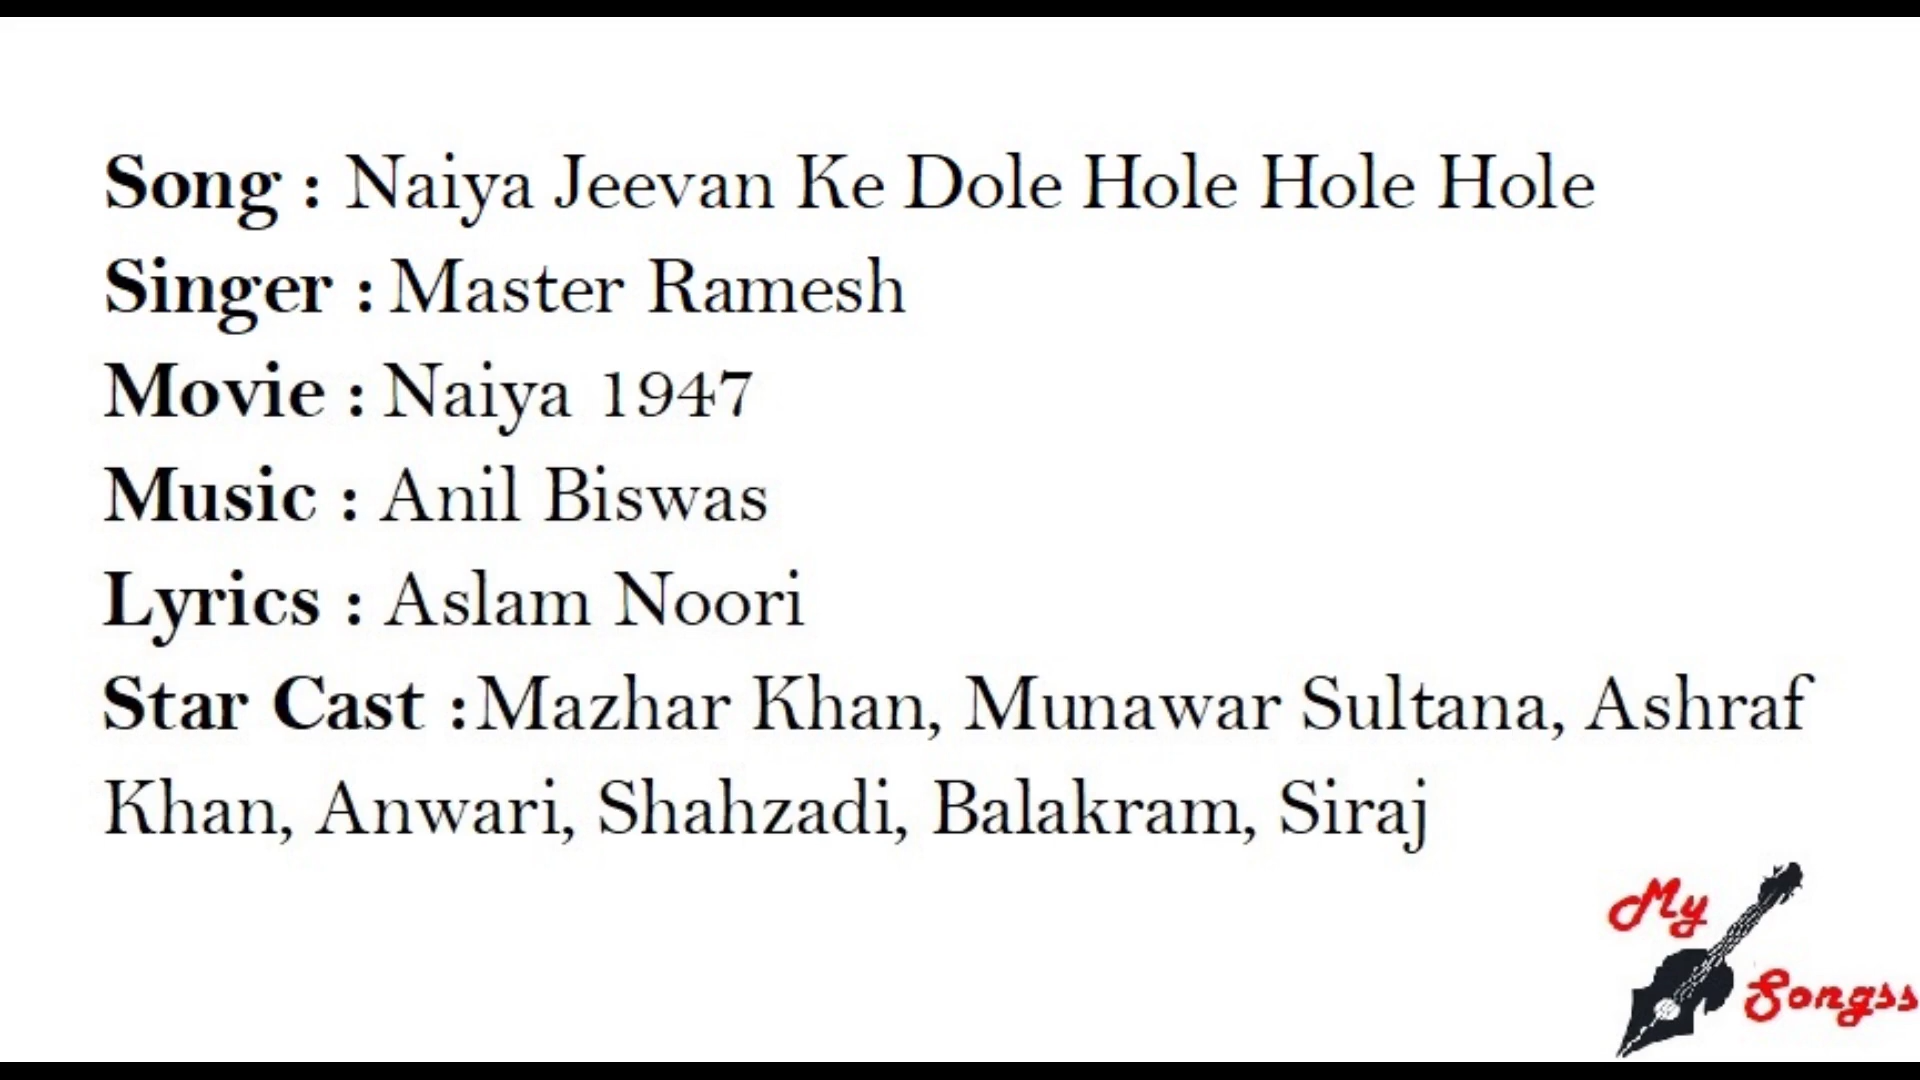 Song : Naiya Jeevan Ke Dole Hole Hole Hole
Singer : Master Ramesh
Movie : Naiya 1947
Music : Anil Biswas
Lyrics : Aslam Noori
Star Cast :Mazhar Khan, Munawar Sultana, Ashraf
Khan, Anwari, Shahzadi, Balakram, Siraj
My
Songss